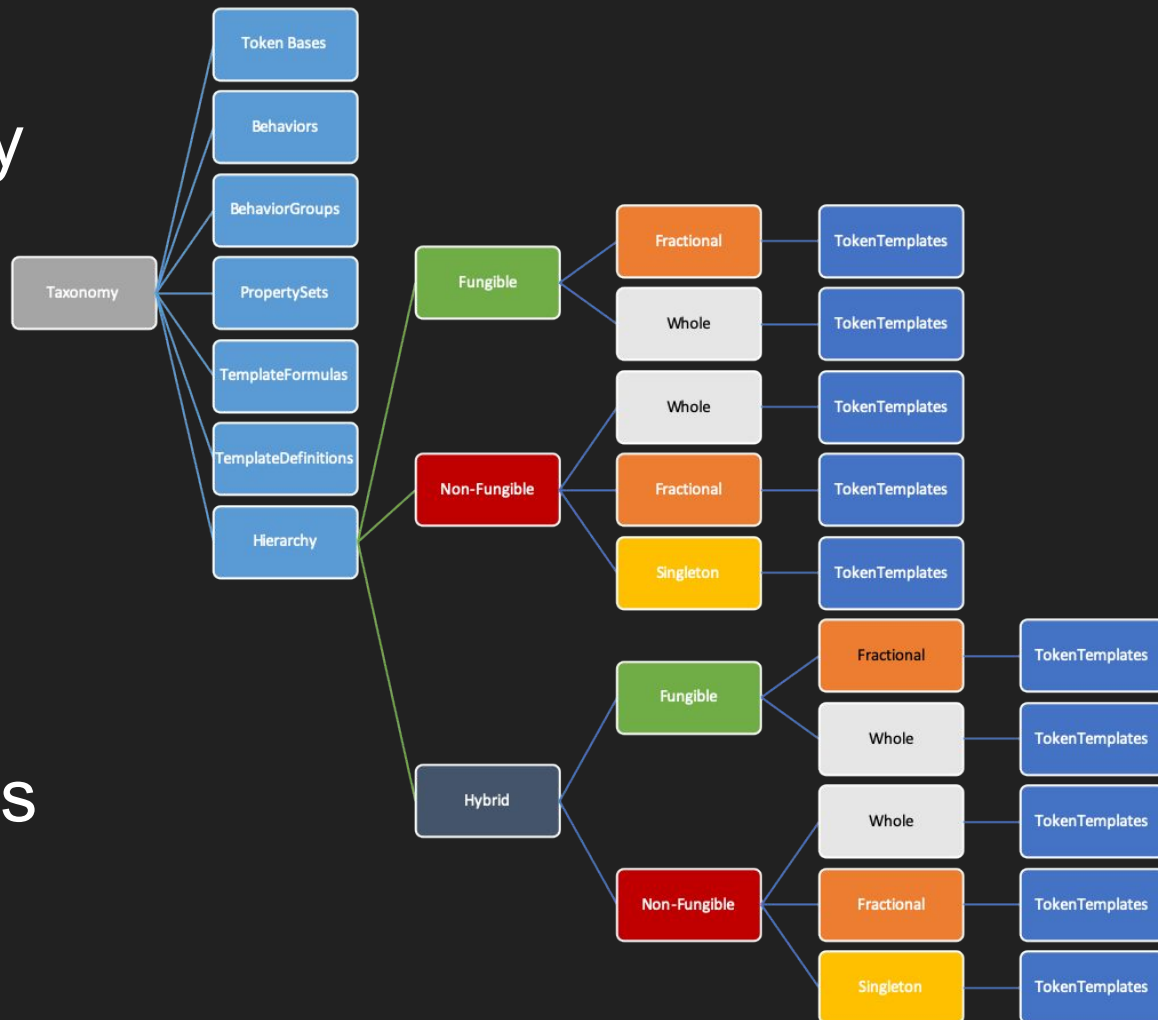 y
s
Taxonomy
Token Bases
Behaviors
BehaviorGroups
PropertySets
TemplateFormulas
TemplateDefinitions
Hierarchy
Fungible
Fractional
TokenTemplates
Whole
TokenTemplates
Non-Fungible
Whole
TokenTemplates
Fractional
TokenTemplates
Singleton
TokenTemplates
Hybrid
Fungible
Fractional
TokenTemplates
Whole
TokenTemplates
Non-Fungible
Whole
TokenTemplates
Fractional
TokenTemplates
Singleton
TokenTemplates